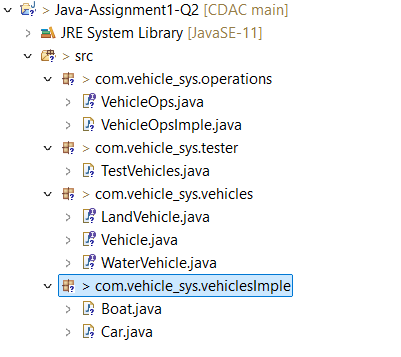 > Java-Assignment1-Q2 [CDAC main]
JRE System Library [JavaSE-11]
> src
> com.vehicle_sys.operations
> VehicleOps.java
> VehicleOpsImple.java
> com.vehicle_sys.tester
> TestVehicles.java
> com.vehicle_sys.vehicles
> LandVehicle.java
> Vehicle.java
> WaterVehicle.java
> com.vehicle_sys.vehiclesImple
> Boat.java
> Car.java